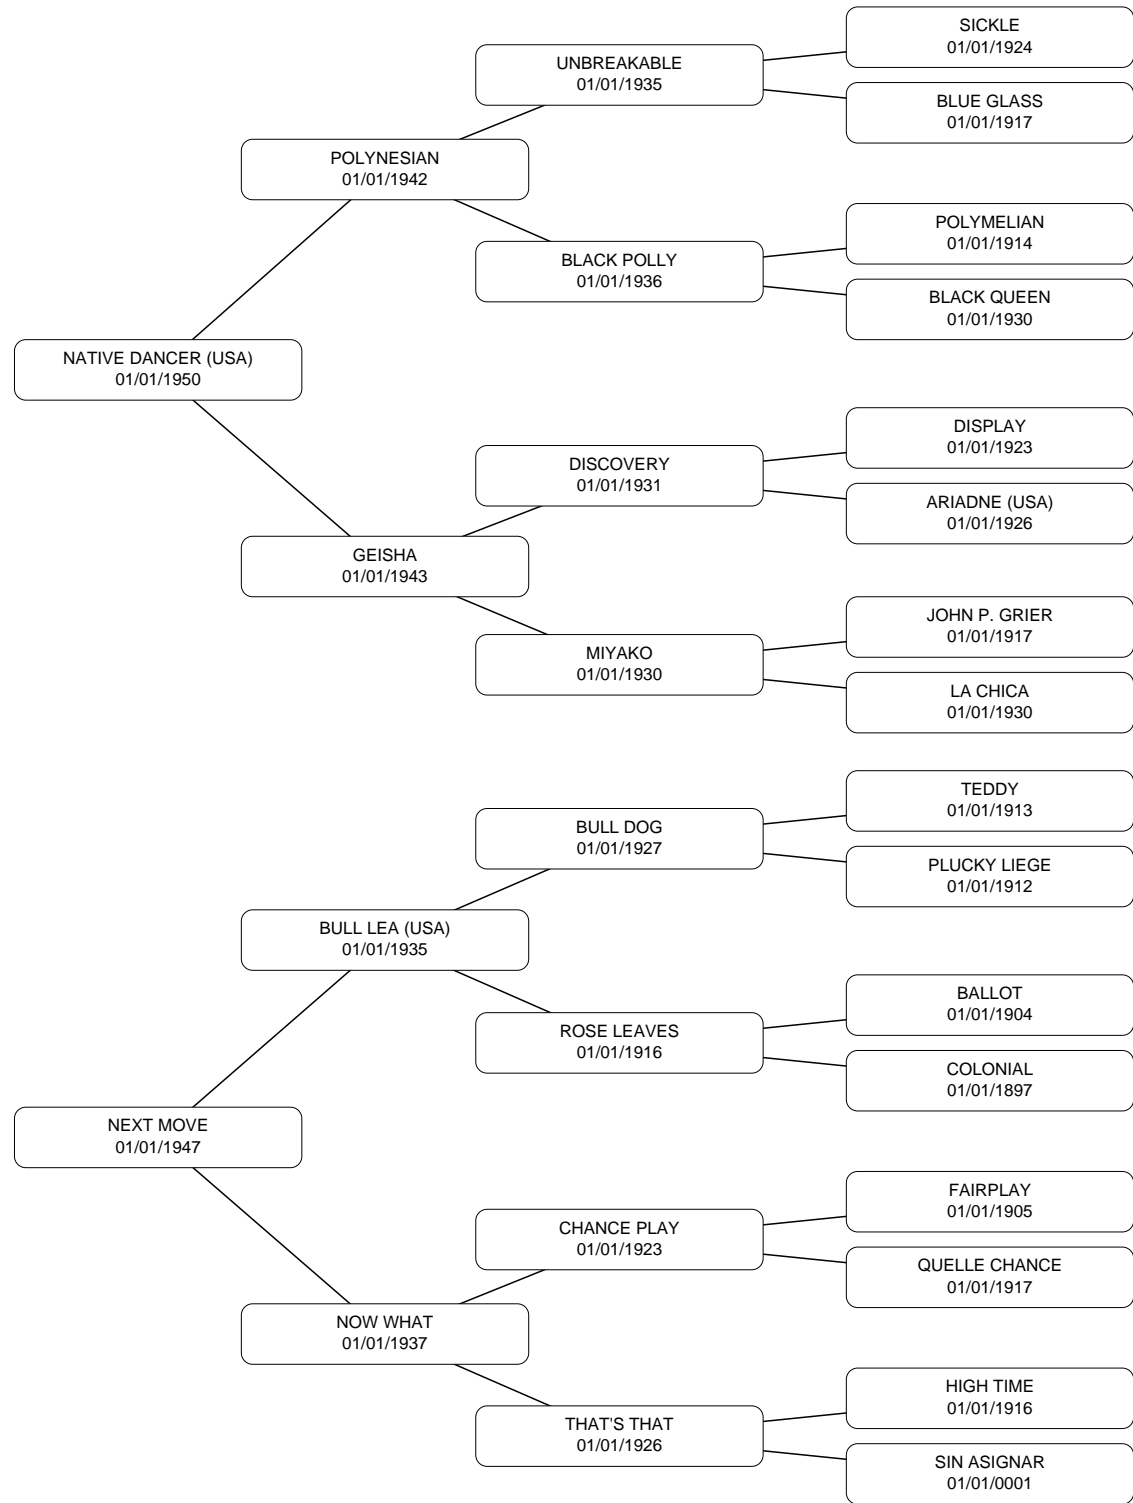 SICKLE
01/01/1924
UNBREAKABLE
01/01/1935
BLUE GLASS
01/01/1917
POLYNESIAN
01/01/1942
POLYMELIAN
01/01/1914
BLACK POLLY
01/01/1936
BLACK QUEEN
01/01/1930
NATIVE DANCER (USA)
01/01/1950
DISPLAY
01/01/1923
DISCOVERY
01/01/1931
ARIADNE (USA)
01/01/1926
GEISHA
01/01/1943
JOHN P. GRIER
01/01/1917
MIYAKO
01/01/1930
LA CHICA
01/01/1930
TEDDY
01/01/1913
BULL DOG
01/01/1927
PLUCKY LIEGE
01/01/1912
BULL LEA (USA)
01/01/1935
BALLOT
01/01/1904
ROSE LEAVES
01/01/1916
COLONIAL
01/01/1897
NEXT MOVE
01/01/1947
FAIRPLAY
01/01/1905
CHANCE PLAY
01/01/1923
QUELLE CHANCE
01/01/1917
NOW WHAT
01/01/1937
HIGH TIME
01/01/1916
THAT'S THAT
01/01/1926
SIN ASIGNAR
01/01/0001